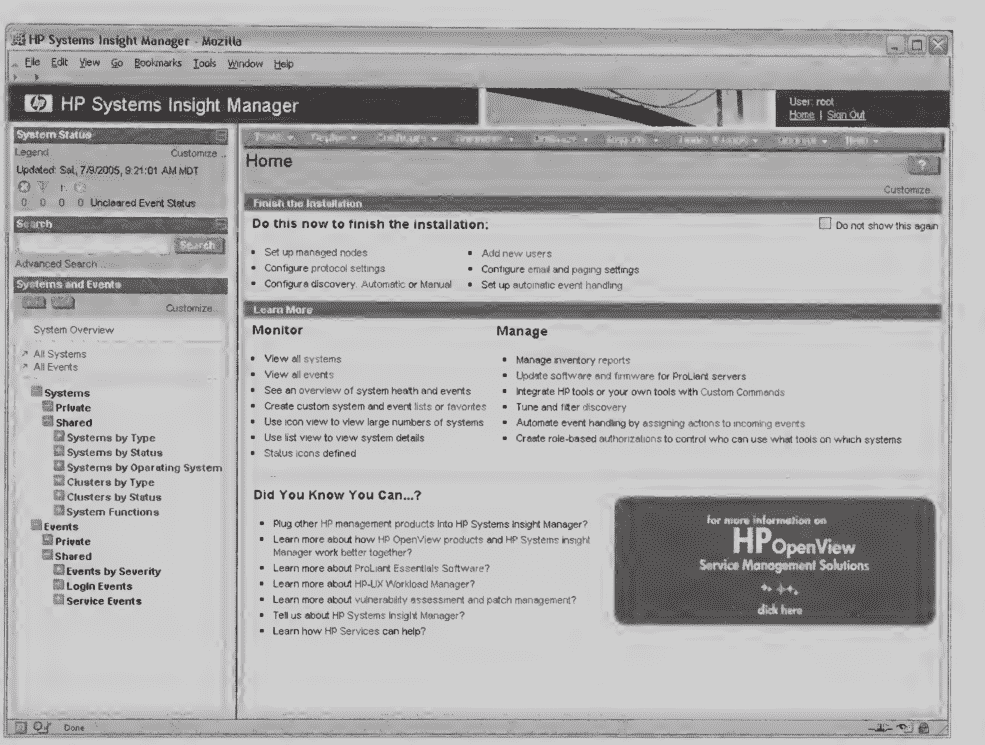 HP Systems Insight Manager - Mozilla
File Edit View Go Bookmarks Tools Window Help
hp HP Systems Insight Manager
User: root
Home | Sign Out
System Status
Legend Customize...
Updated: Sat, 7/9/2005, 9:21:01 AM MDT
0 0 0 0 Uncleared Event Status
Search
Search
Advanced Search...
Systems and Events
Customize...
System Overview
All Systems
All Events
Systems
Private
Shared
Systems by Type
Systems by Status
Systems by Operating System
Clusters by Type
Clusters by Status
System Functions
Events
Private
Shared
Events by Severity
Login Events
Service Events
Home
?
Customize...
Finish the Installation
Do this now to finish the installation:
Do not show this again
• Set up managed nodes
• Configure protocol settings
• Configure discovery, Automatic or Manual
• Add new users
• Configure email and paging settings
• Set up automatic event handling
Learn More
Monitor
• View all systems
• View all events
• See an overview of system health and events
• Create custom system and event lists or favorites
• Use icon view to view large numbers of systems
• Use list view to view system details
• Status icons defined
Manage
• Manage inventory reports
• Update software and firmware for ProLiant servers
• Integrate HP tools or your own tools with Custom Commands
• Tune and filter discovery
• Automate event handling by assigning actions to incoming events
• Create role-based authorizations to control who can use what tools on which systems
Did You Know You Can...?
• Plug other HP management products into HP Systems Insight Manager?
• Learn more about how HP OpenView products and HP Systems Insight
Manager work better together?
• Learn more about ProLiant Essentials Software?
• Learn more about HP-UX Workload Manager?
• Learn more about vulnerability assessment and patch management?
• Tell us about HP Systems Insight Manager?
• Learn how HP Services can help?
for more information on
HP OpenView
Service Management Solutions
click here
Done